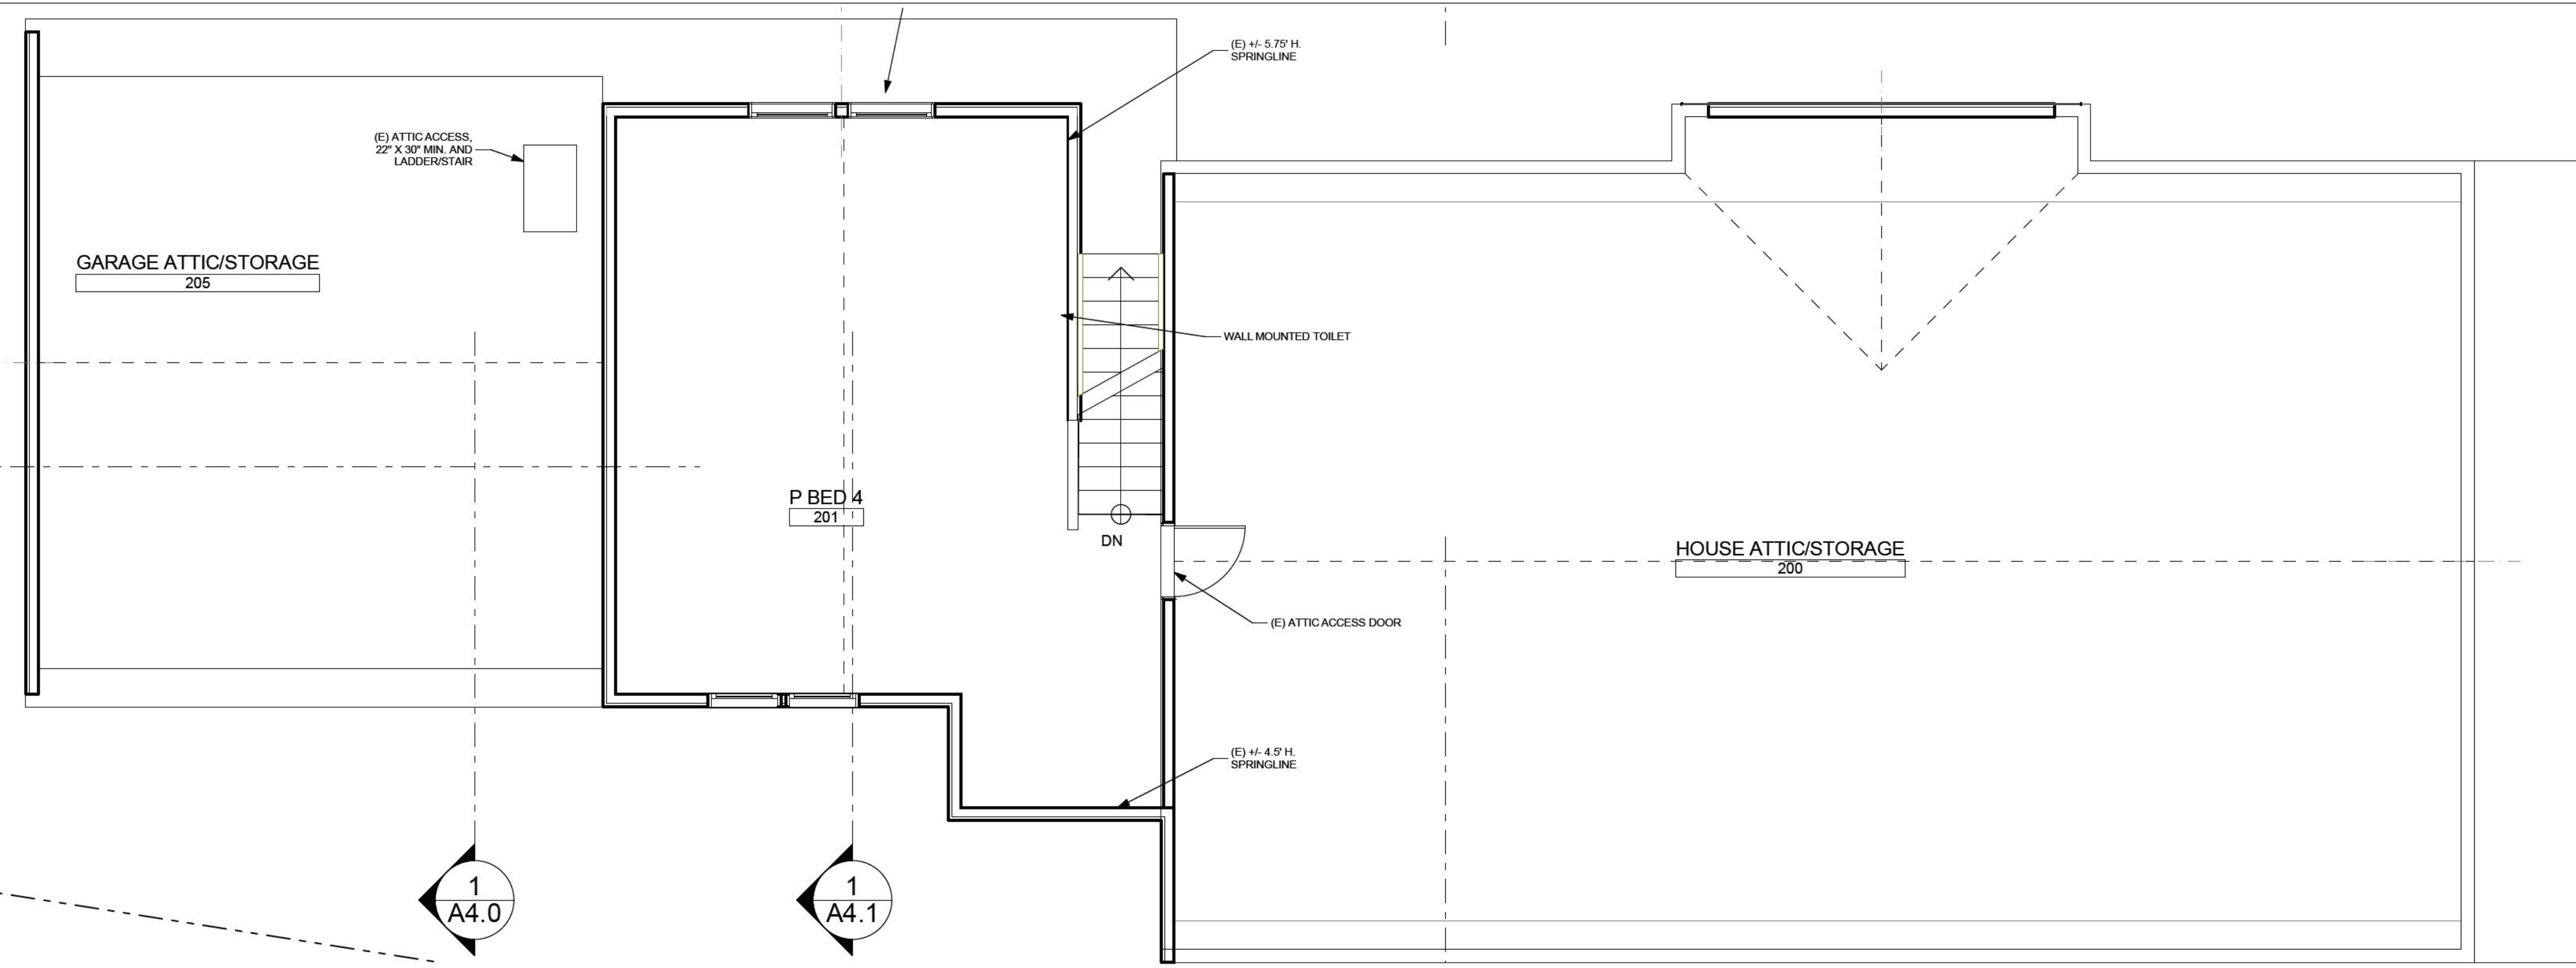 (E) +/- 5.75' H.
SPRINGLINE
(E) ATTIC ACCESS,
22" X 30" MIN. AND
LADDER/STAIR
GARAGE ATTIC/STORAGE
205
WALL MOUNTED TOILET
P BED 4
201
DN
HOUSE ATTIC/STORAGE
200
(E) ATTIC ACCESS DOOR
(E) +/- 4.5' H.
SPRINGLINE
1
A4.0
1
A4.1